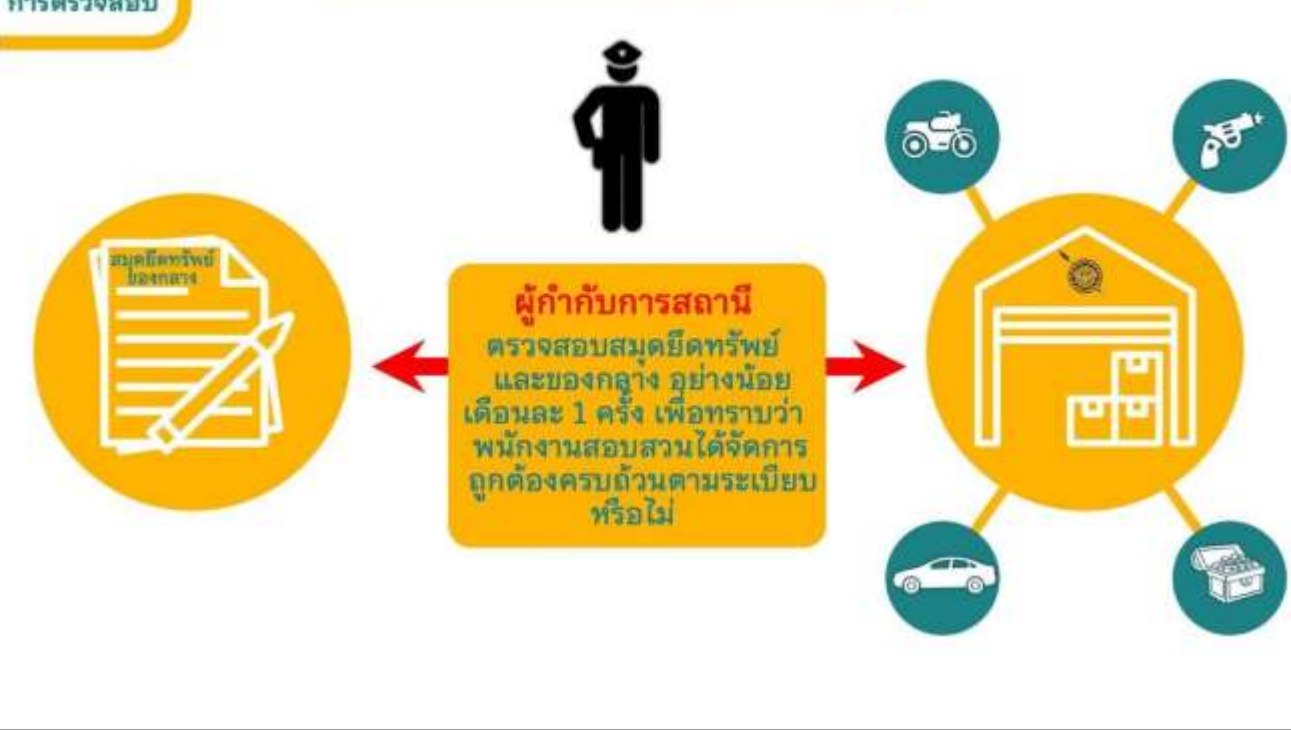 การตรวจสอบ
สมุดยึดทรัพย์
ของกลาง
ผู้กำกับการสถานี
ตรวจสอบสมุดยึดทรัพย์
และของกลาง อย่างน้อย
เดือนละ 1 ครั้ง เพื่อทราบว่า
พนักงานสอบสวนได้จัดการ
ถูกต้องครบถ้วนตามระเบียบ
หรือไม่